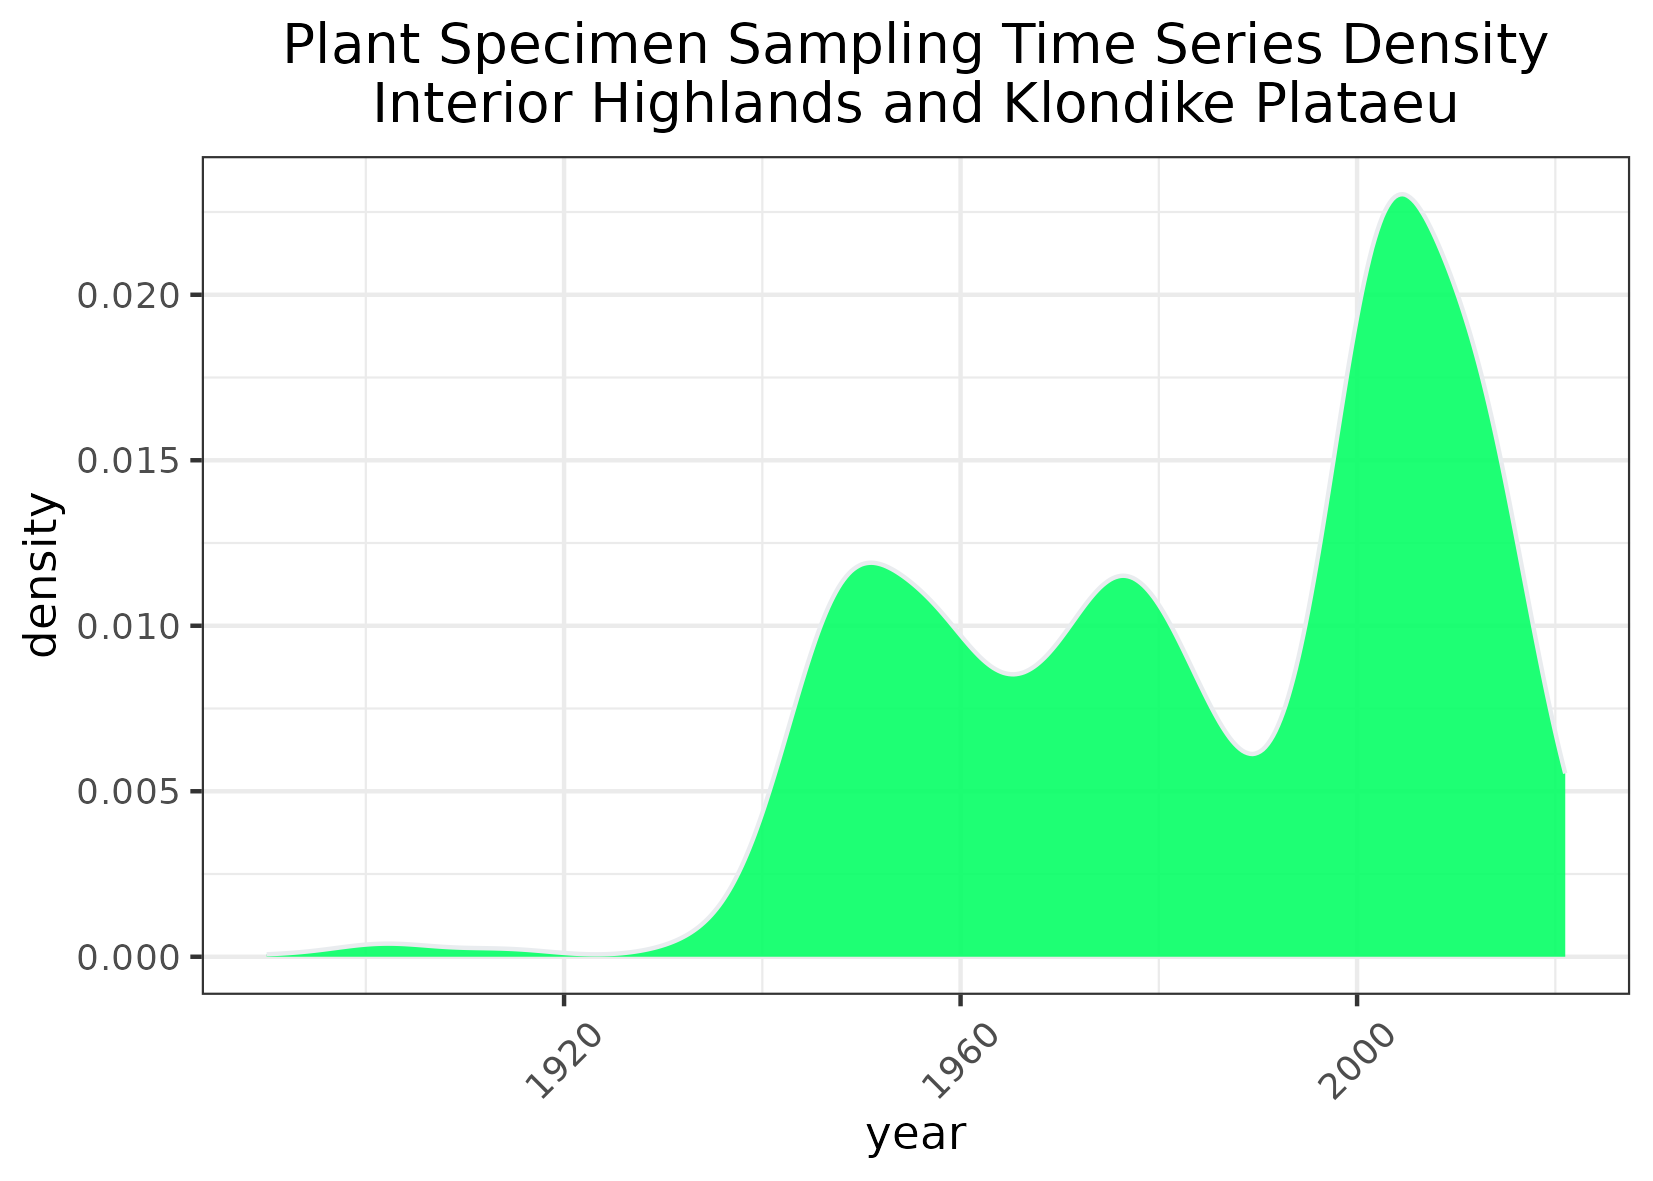 Plant Specimen Sampling Time Series Density
Interior Highlands and Klondike Plataeu
density
0.020
0.015
0.010
0.005
0.000
1920
1960
2000
year